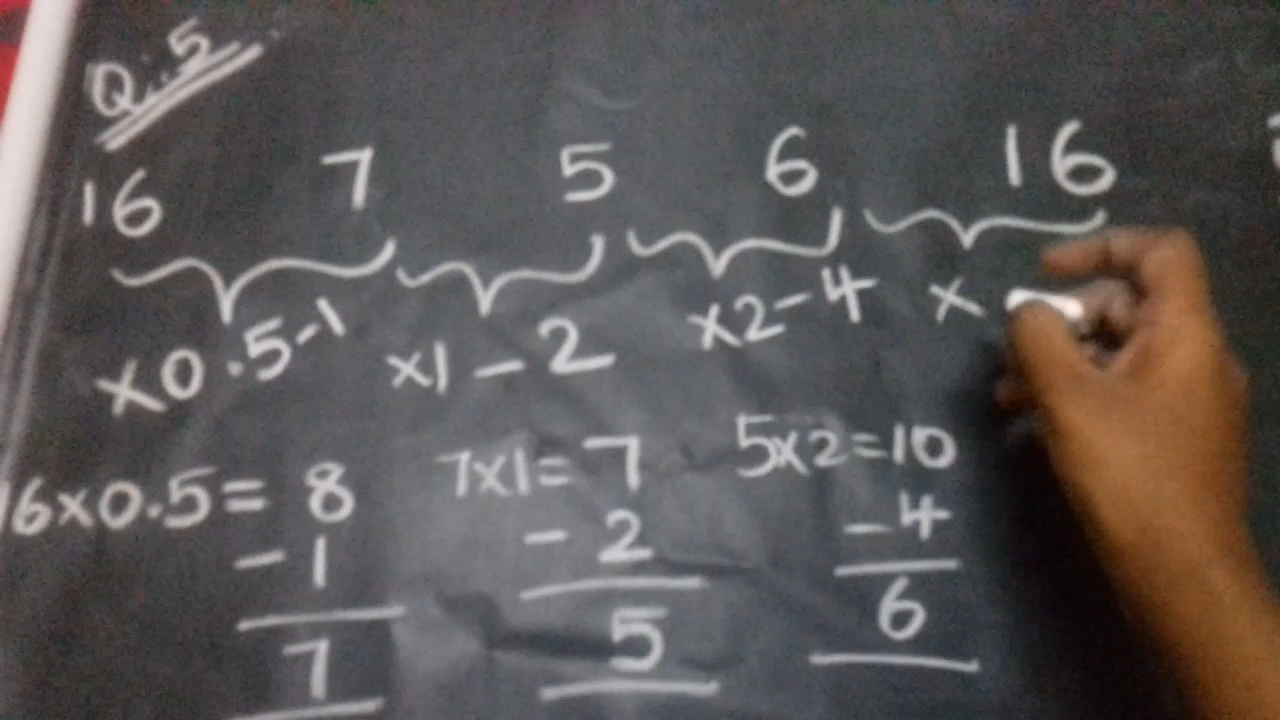 Q.5
16 7 5 6 16
×0.5-1 ×1-2 ×2-4 ×
16×0.5= 8 7×1= 7 5×2=10
-1 -2 -4
7 5 6